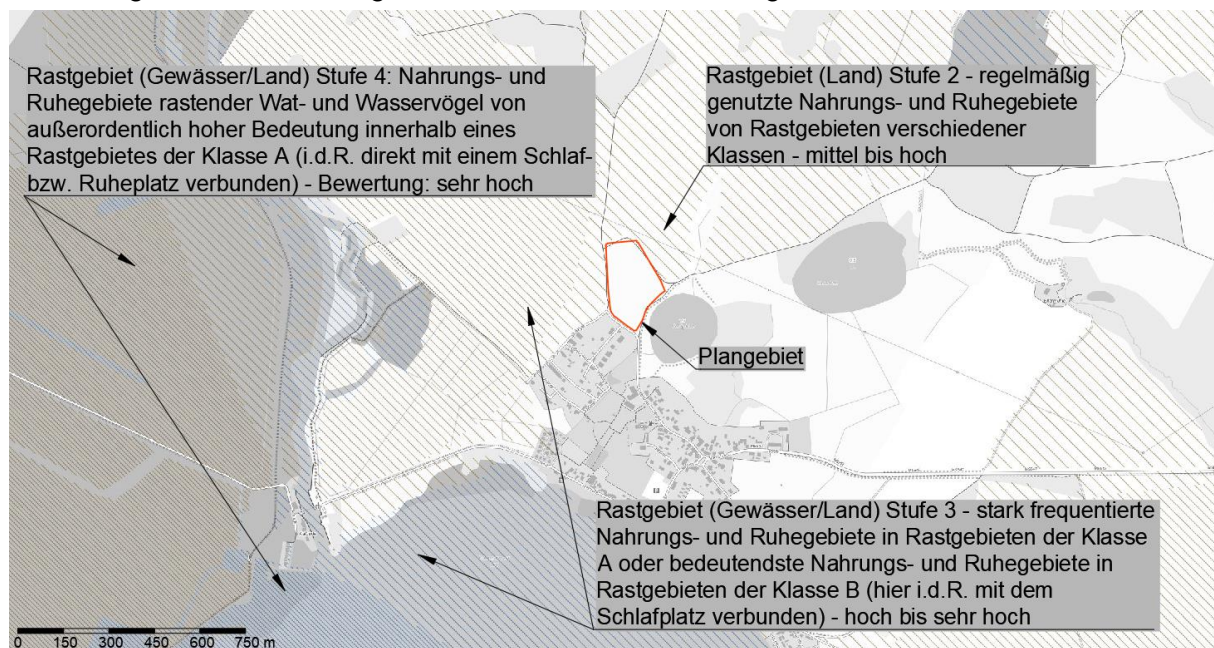 Rastgebiet (Gewässer/Land) Stufe 4: Nahrungs- und
Ruhegebiete rastender Wat- und Wasservögel von
außerordentlich hoher Bedeutung innerhalb eines
Rastgebietes der Klasse A (i.d.R. direkt mit einem Schlaf-
bzw. Ruheplatz verbunden) - Bewertung: sehr hoch
Rastgebiet (Land) Stufe 2 - regelmäßig
genutzte Nahrungs- und Ruhegebiete
von Rastgebieten verschiedener
Klassen - mittel bis hoch
Plangebiet
Rastgebiet (Gewässer/Land) Stufe 3 - stark frequentierte
Nahrungs- und Ruhegebiete in Rastgebieten der Klasse
A oder bedeutendste Nahrungs- und Ruhegebiete in
Rastgebieten der Klasse B (hier i.d.R. mit dem
Schlafplatz verbunden) - hoch bis sehr hoch
0 150 300 450 600 750 m